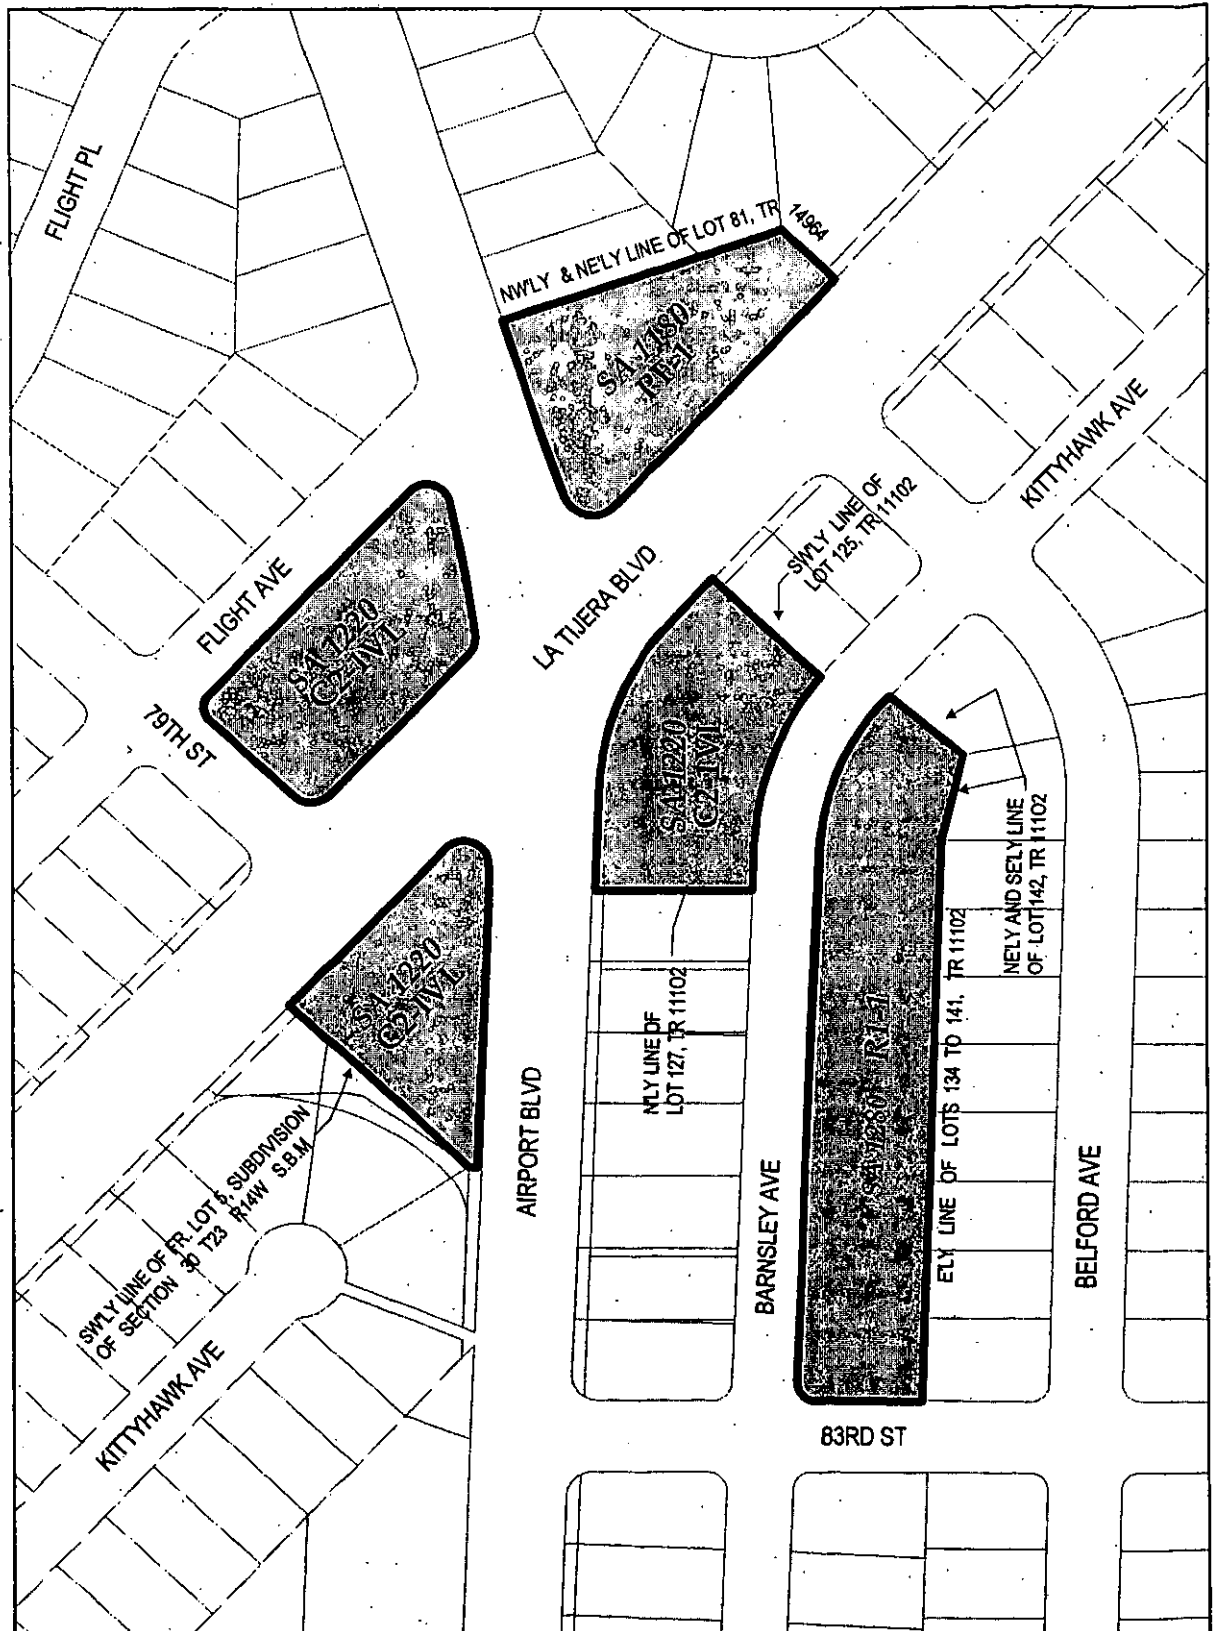 FLIGHT PL
NW'LY & NE'LY LINE OF LOT 81, TR 14964
SA 1180
PF-1
KITTYHAWK AVE
SW'LY LINE OF
LOT 125, TR 11102
FLIGHT AVE
LA TIJERA BLVD
SA 1220
C2-1VL
79TH ST
SA 1220
C2-1VL
NE'LY AND SE'LY LINE
OF LOT 142, TR 11102
SA 1220
C2-1VL
N'LY LINE OF
LOT 127, TR 11102
SA 1280 R1-1
E'LY LINE OF LOTS 134 TO 141, TR 11102
SW'LY LINE OF FR. LOT 5, SUBDIVISION
OF SECTION 30 T23 R14W S.B.M
AIRPORT BLVD
BARNSLEY AVE
BELFORD AVE
KITTYHAWK AVE
83RD ST